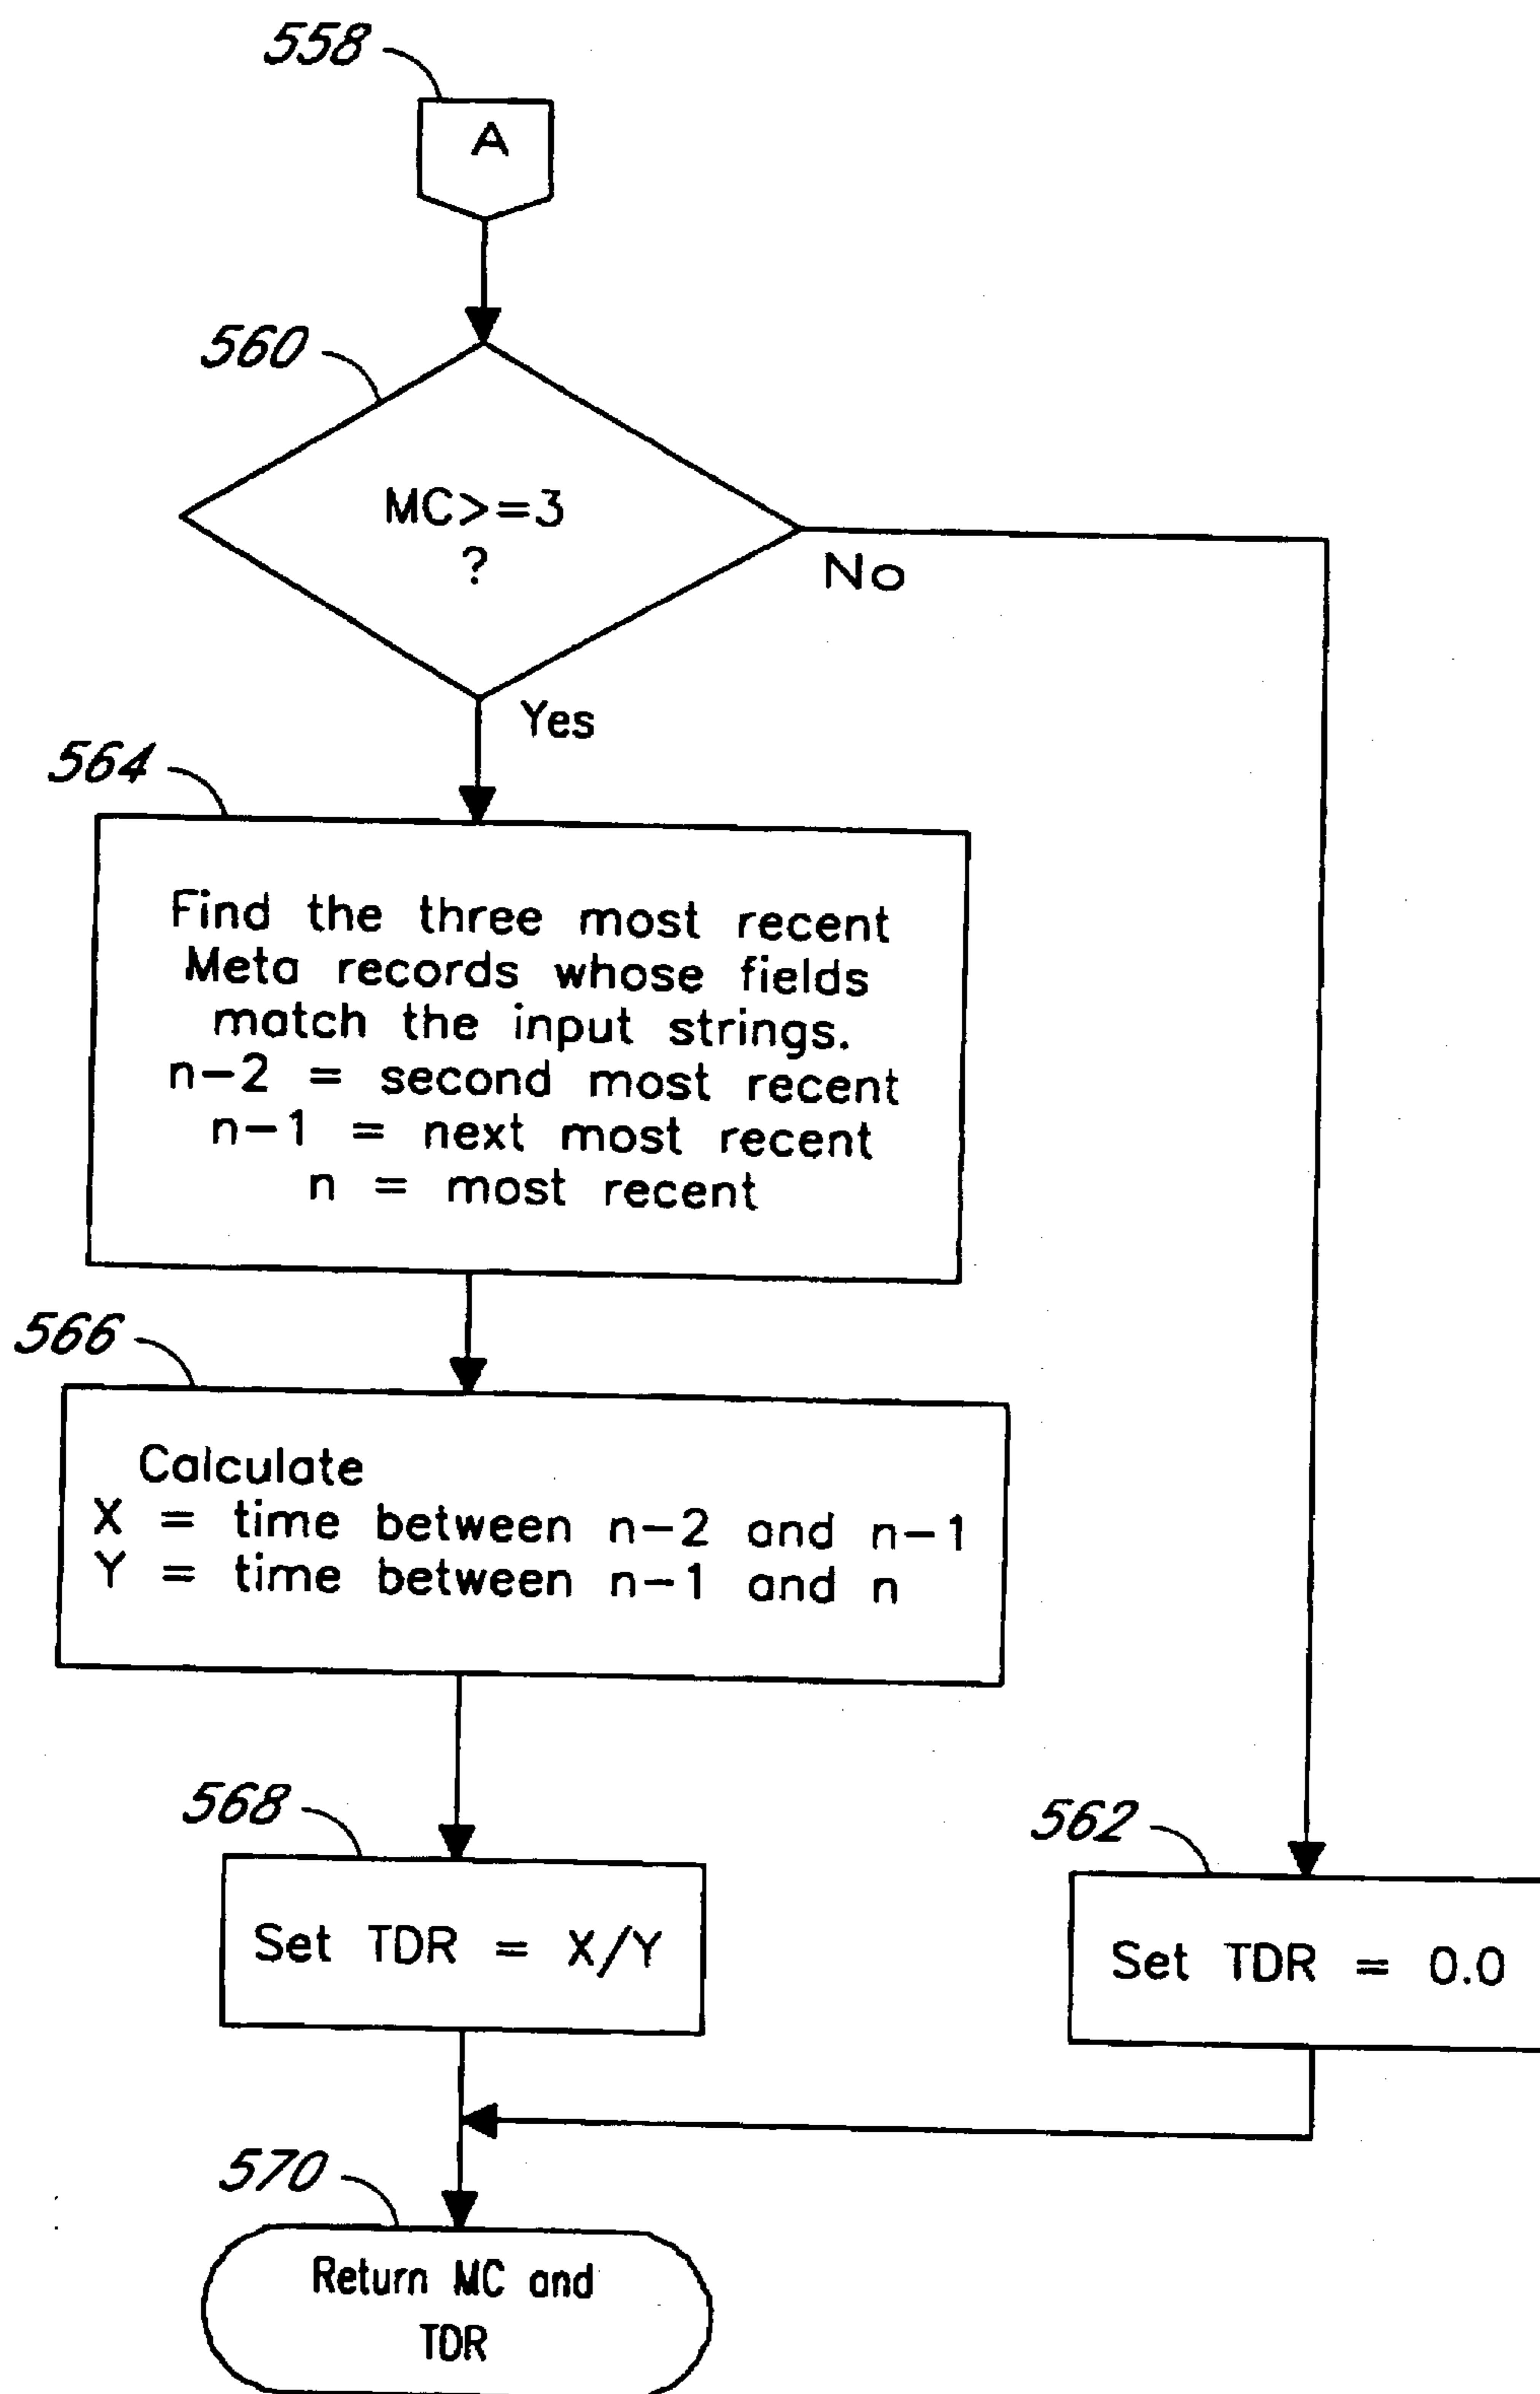 558
A
560
MC>=3
?
No
Yes
564
Find the three most recent
Meta records whose fields
match the input strings.
n-2 = second most recent
n-1 = next most recent
n = most recent
566
Calculate
X = time between n-2 and n-1
Y = time between n-1 and n
568
Set TDR = X/Y
562
Set TDR = 0.0
570
Return MC and
TDR